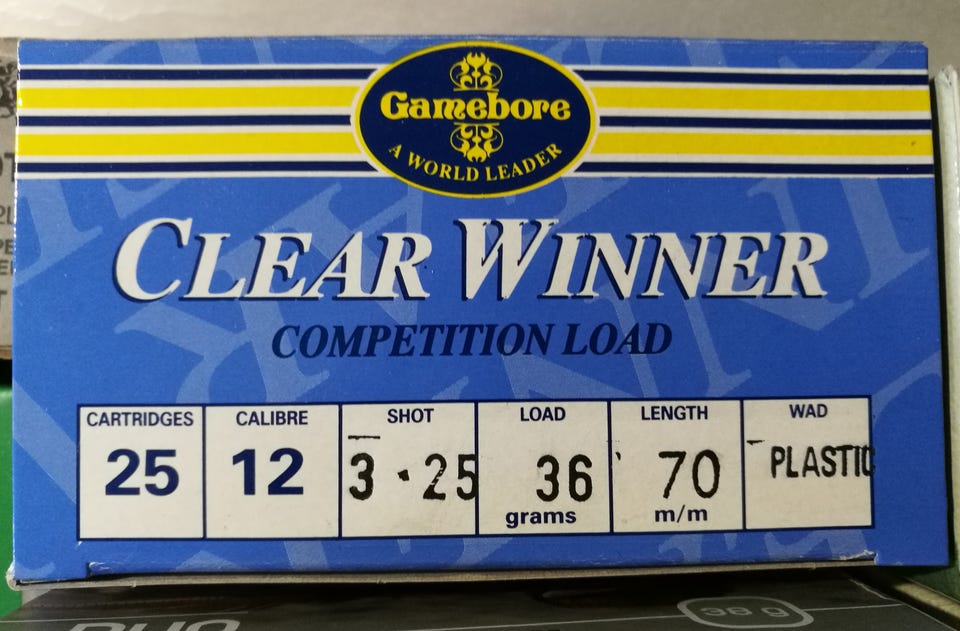 Gamebore
A WORLD LEADER
CLEAR WINNER
COMPETITION LOAD
CARTRIDGES CALIBRE SHOT LOAD LENGTH WAD
25 12 3·25 36 70 PLASTIC
grams m/m
38 g